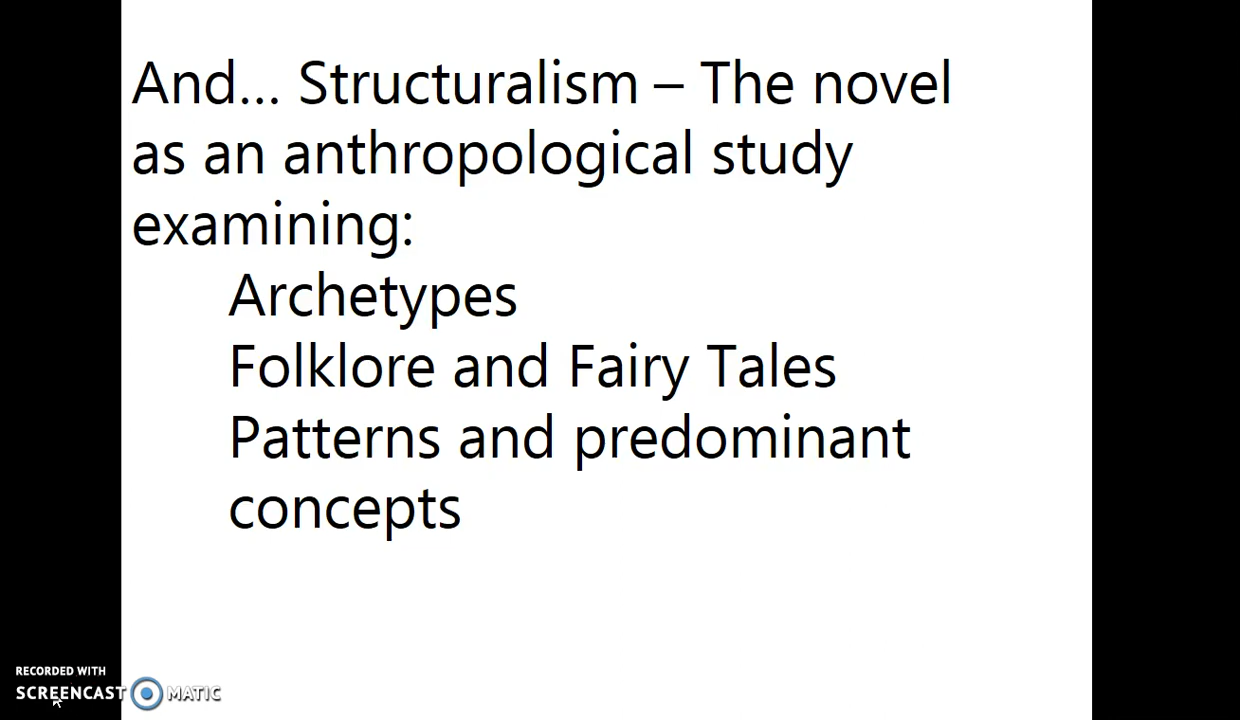 And... Structuralism – The novel
as an anthropological study
examining:
Archetypes
Folklore and Fairy Tales
Patterns and predominant
concepts
RECORDED WITH
SCREENCAST MATIC